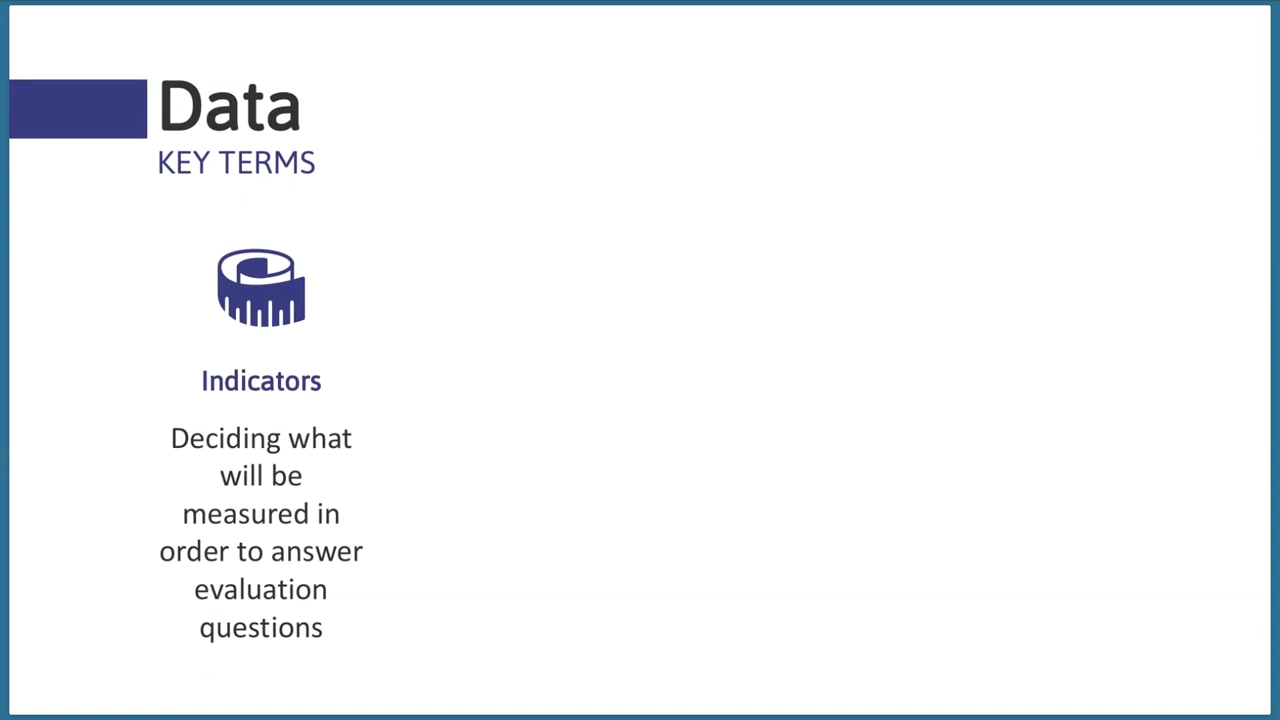 Data
KEY TERMS
Indicators
Deciding what
will be
measured in
order to answer
evaluation
questions